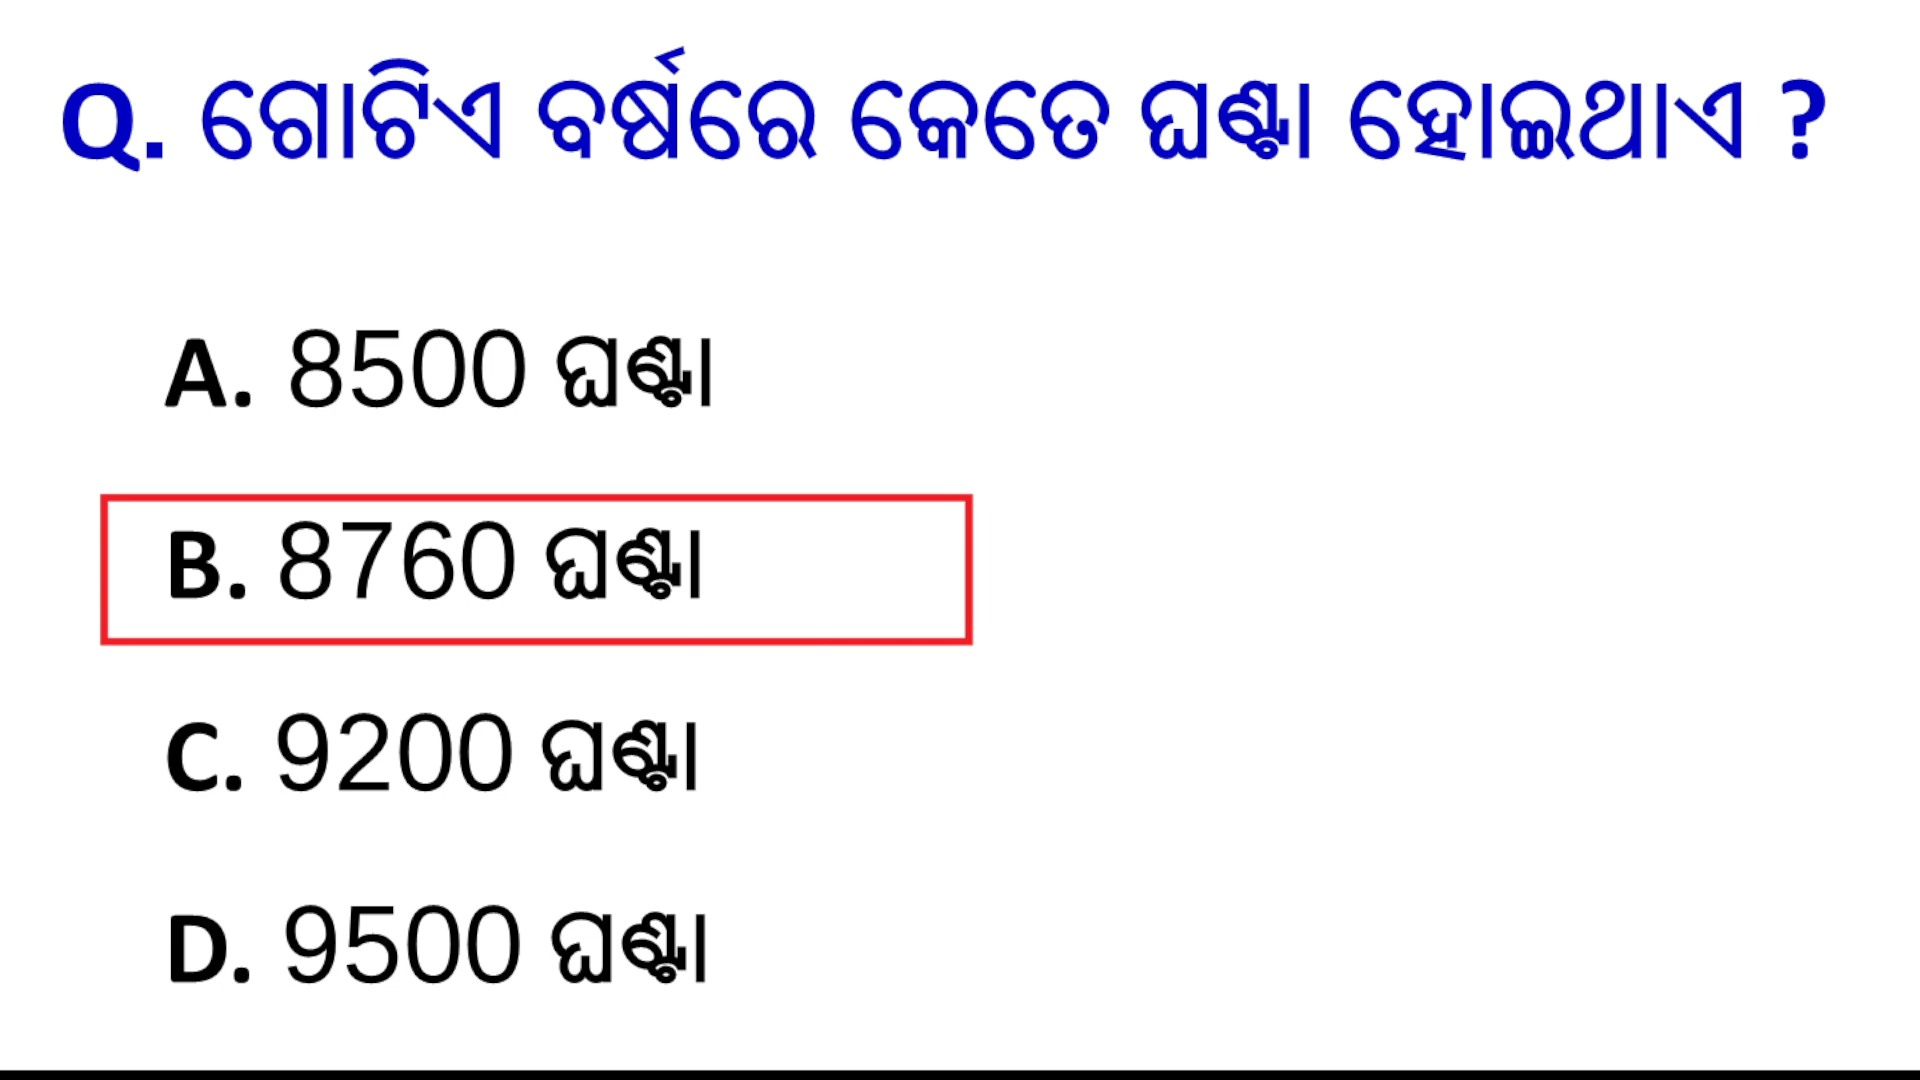 Q. ଗୋଟିଏ ବର୍ଷରେ କେତେ ଘଣ୍ଟା ହୋଇଥାଏ ?
A. 8500 ଘଣ୍ଟା
B. 8760 ଘଣ୍ଟା
C. 9200 ଘଣ୍ଟା
D. 9500 ଘଣ୍ଟା